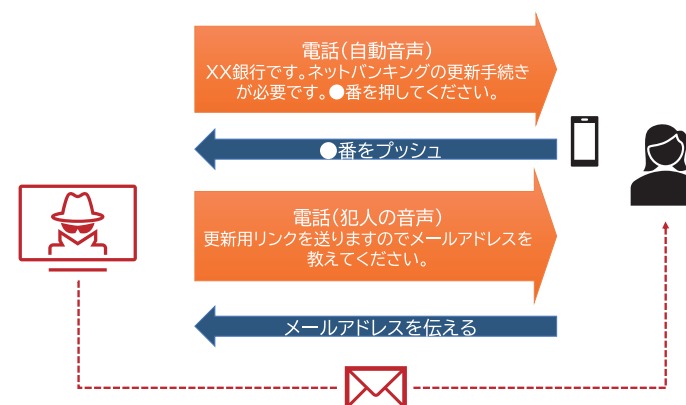 電話（自動音声）
XX銀行です。ネットバンキングの更新手続き
が必要です。●番を押してください。
●番をプッシュ
電話（犯人の音声）
更新用リンクを送りますのでメールアドレスを
教えてください。
メールアドレスを伝える